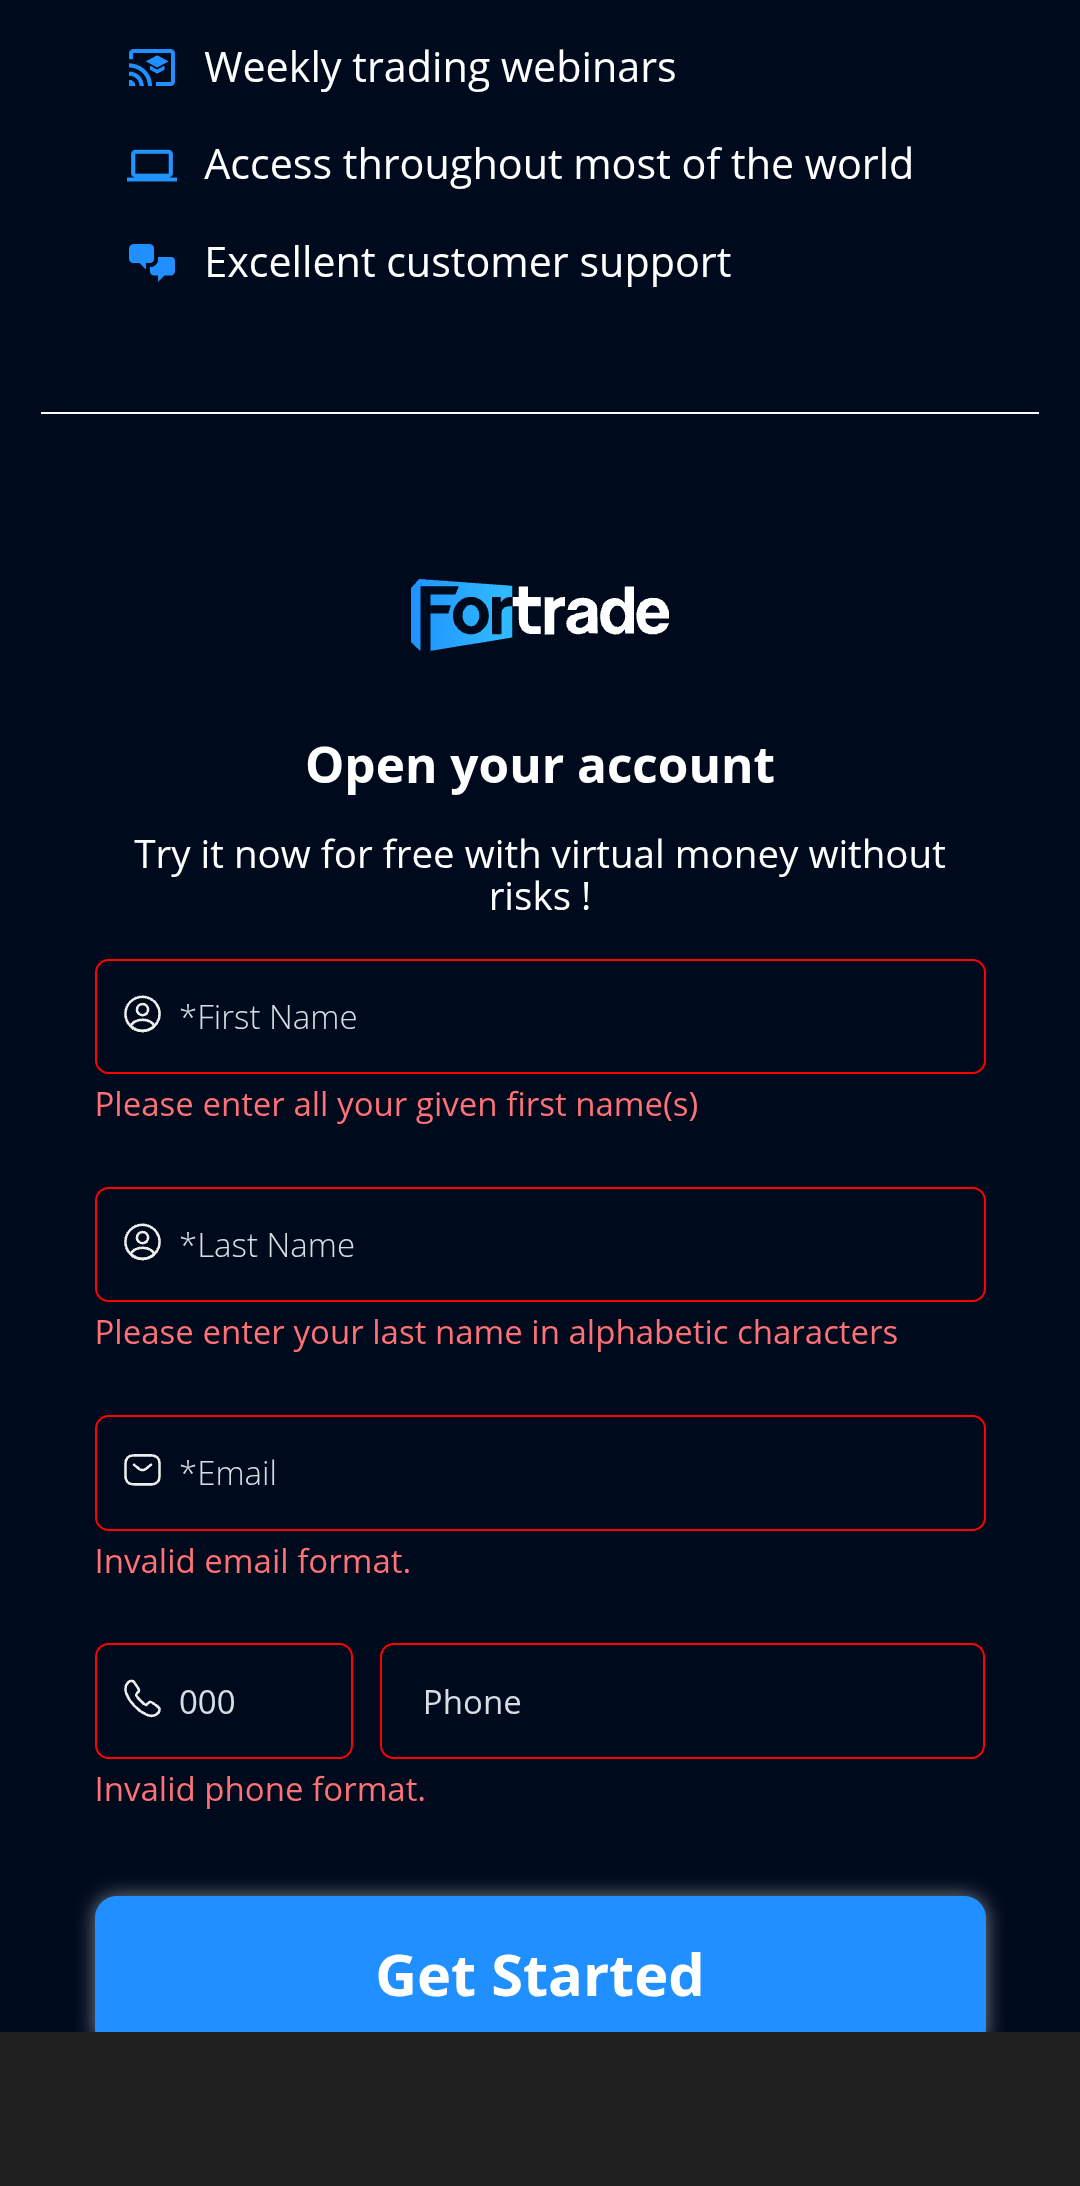 Weekly trading webinars
Access throughout most of the world
Excellent customer support
Fortrade
Open your account
Try it now for free with virtual money without
risks !
*First Name
Please enter all your given first name(s)
*Last Name
Please enter your last name in alphabetic characters
*Email
Invalid email format.
000 Phone
Invalid phone format.
Get Started